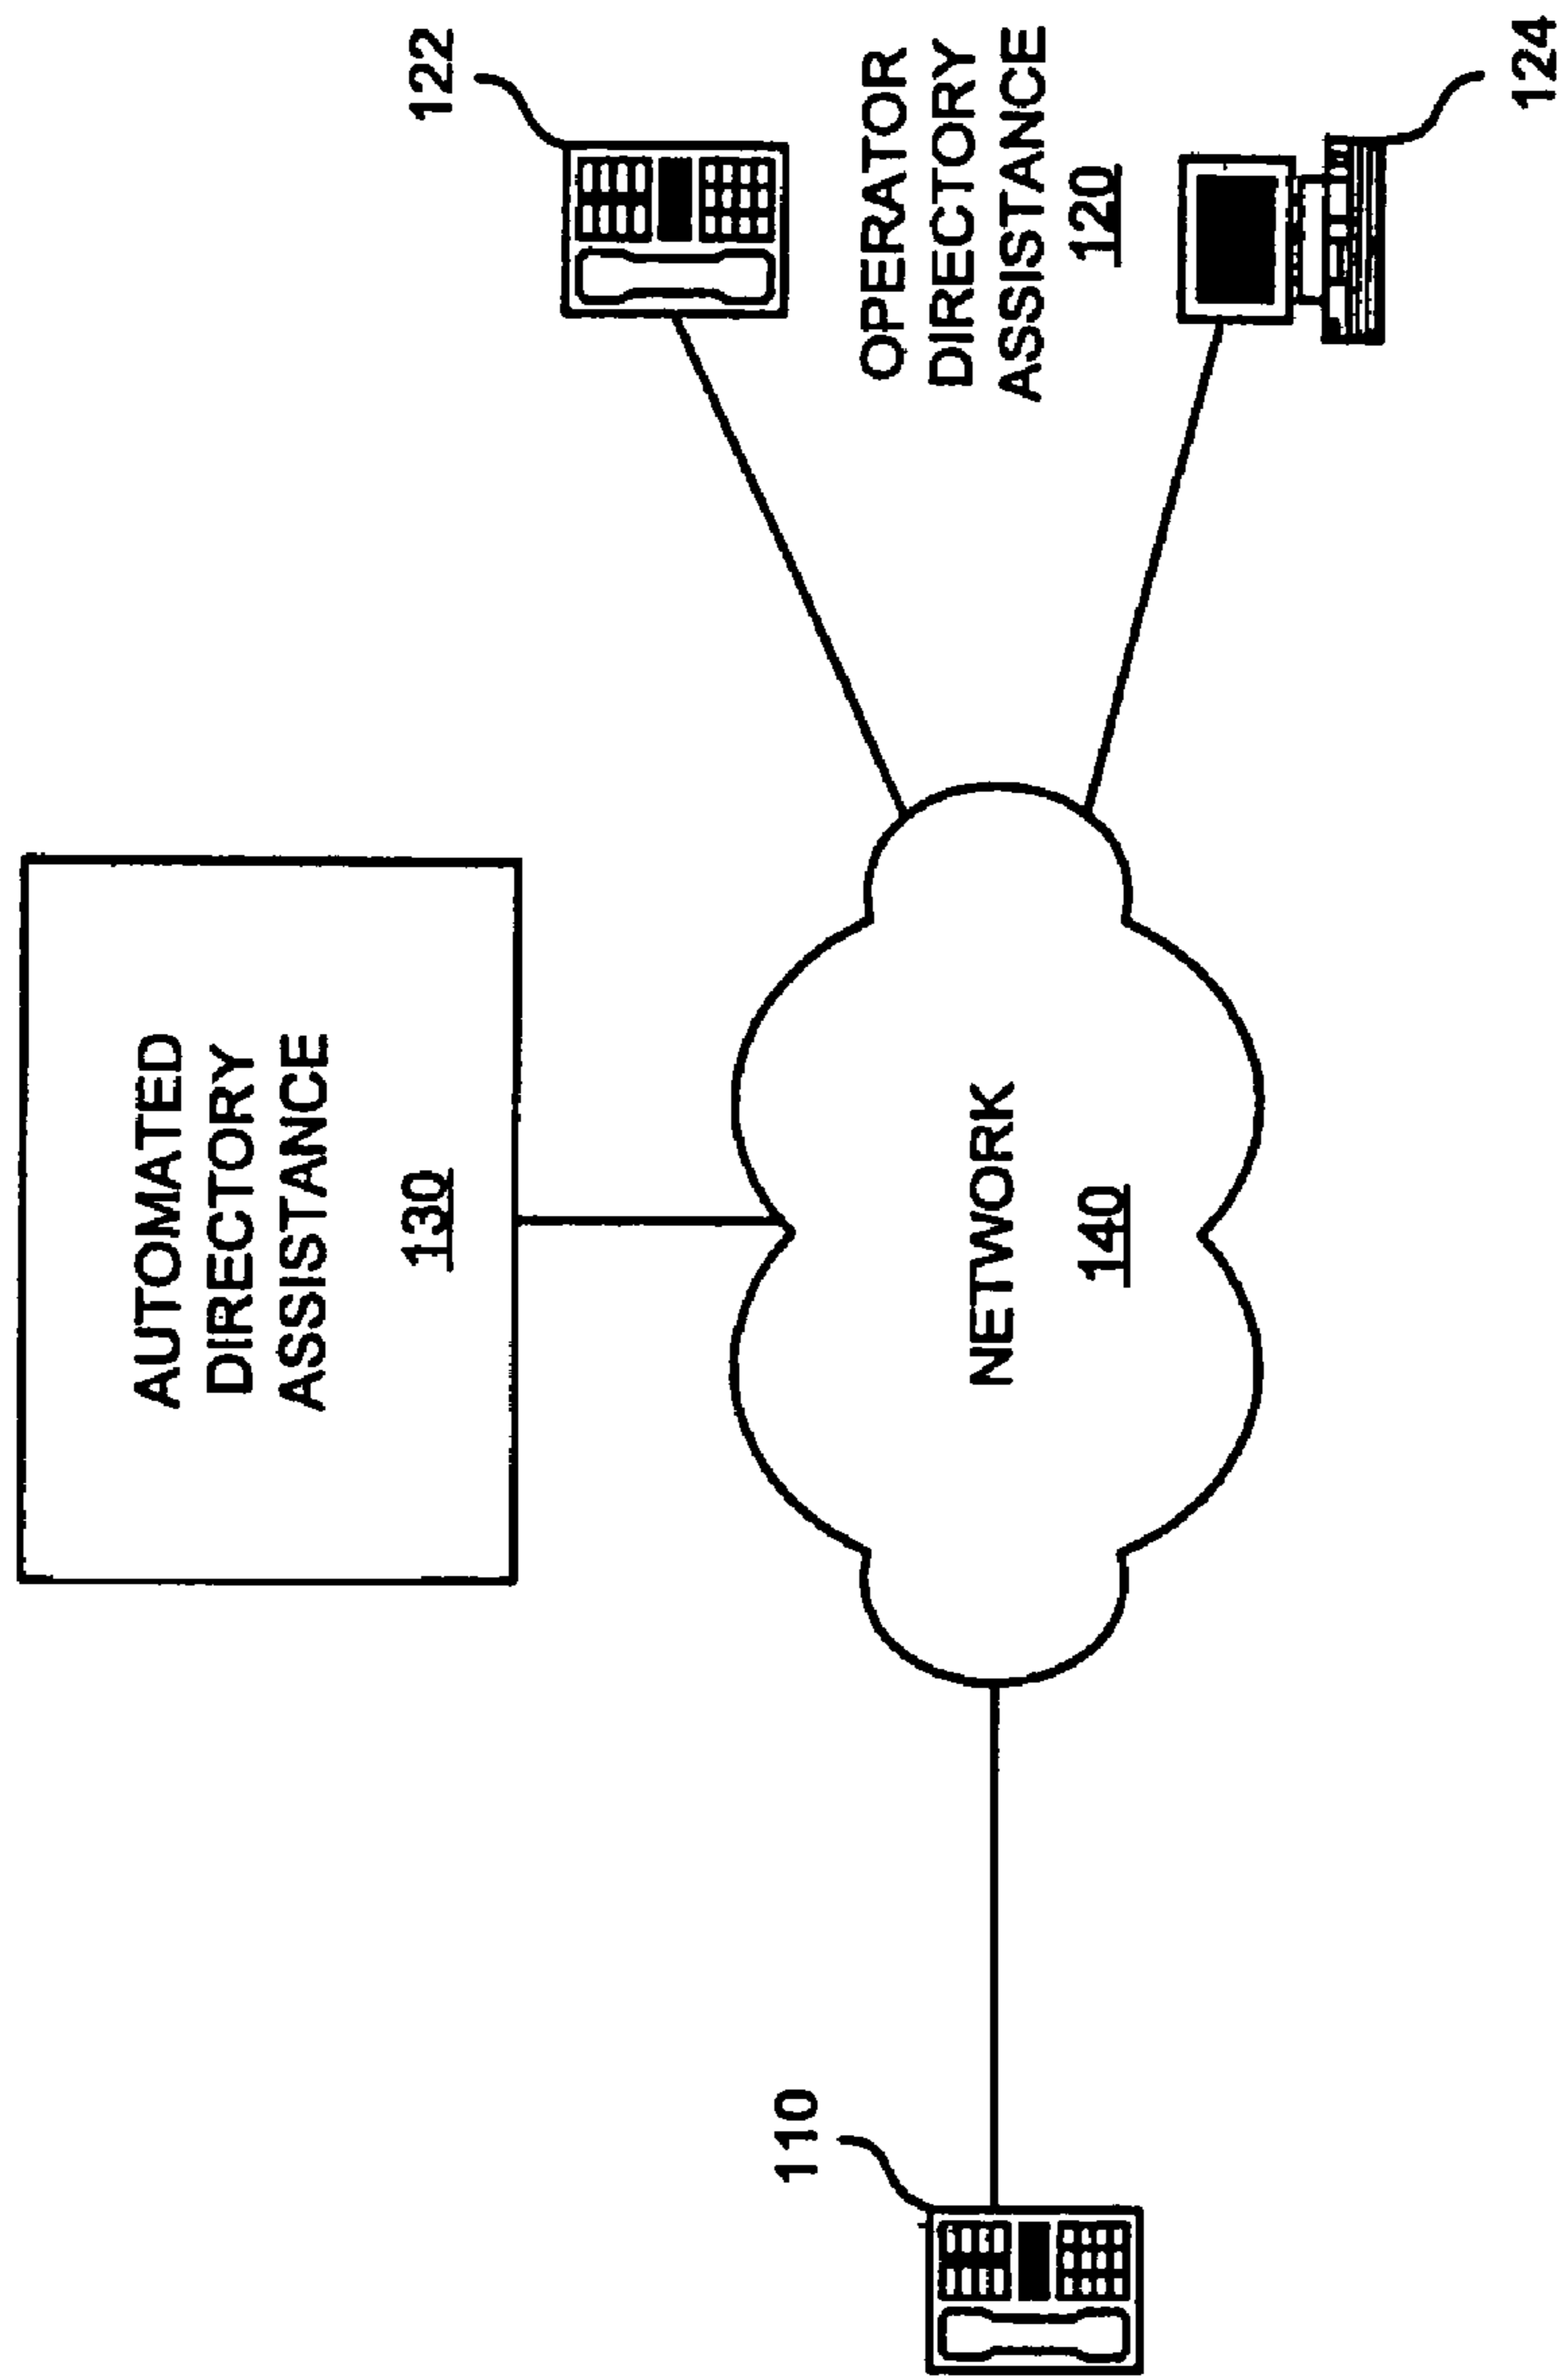 AUTOMATED
DIRECTORY
ASSISTANCE
130
122
OPERATOR
DIRECTORY
ASSISTANCE
120
110
NETWORK
140
124